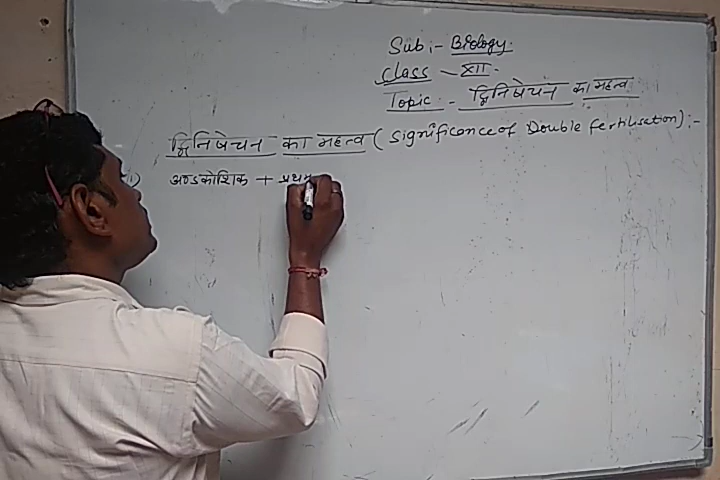 Sub:- Biology.
Class - XII.
Topic - द्विनिषेचन का महत्व
द्विनिषेचन का महत्व (Significance of Double fertilisation):-
(i) अण्डकोशिक + प्रथम